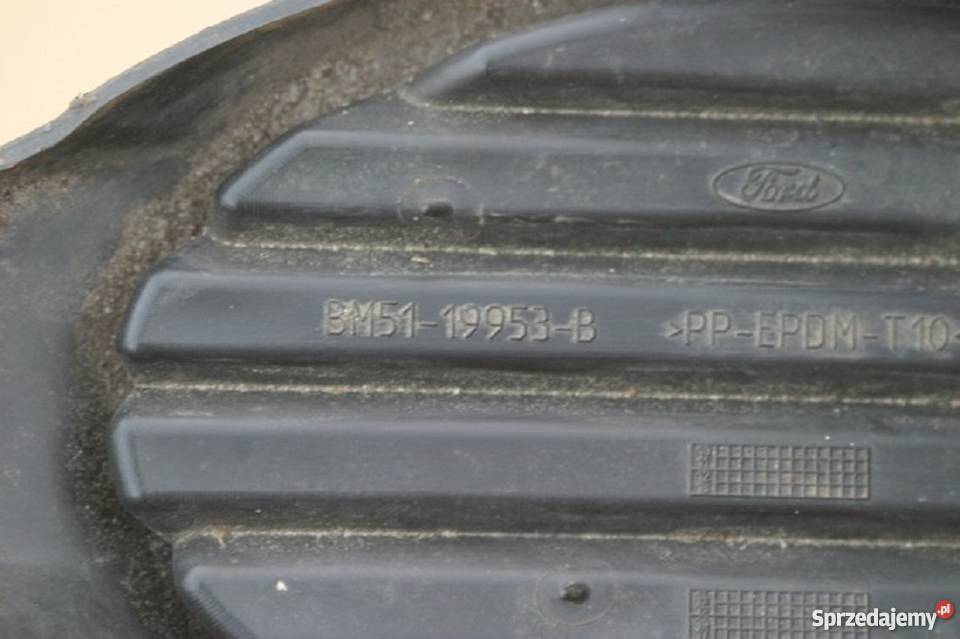 Ford
BM51-19953-B >PP-EPDM-T10<
Sprzedajemy.pl